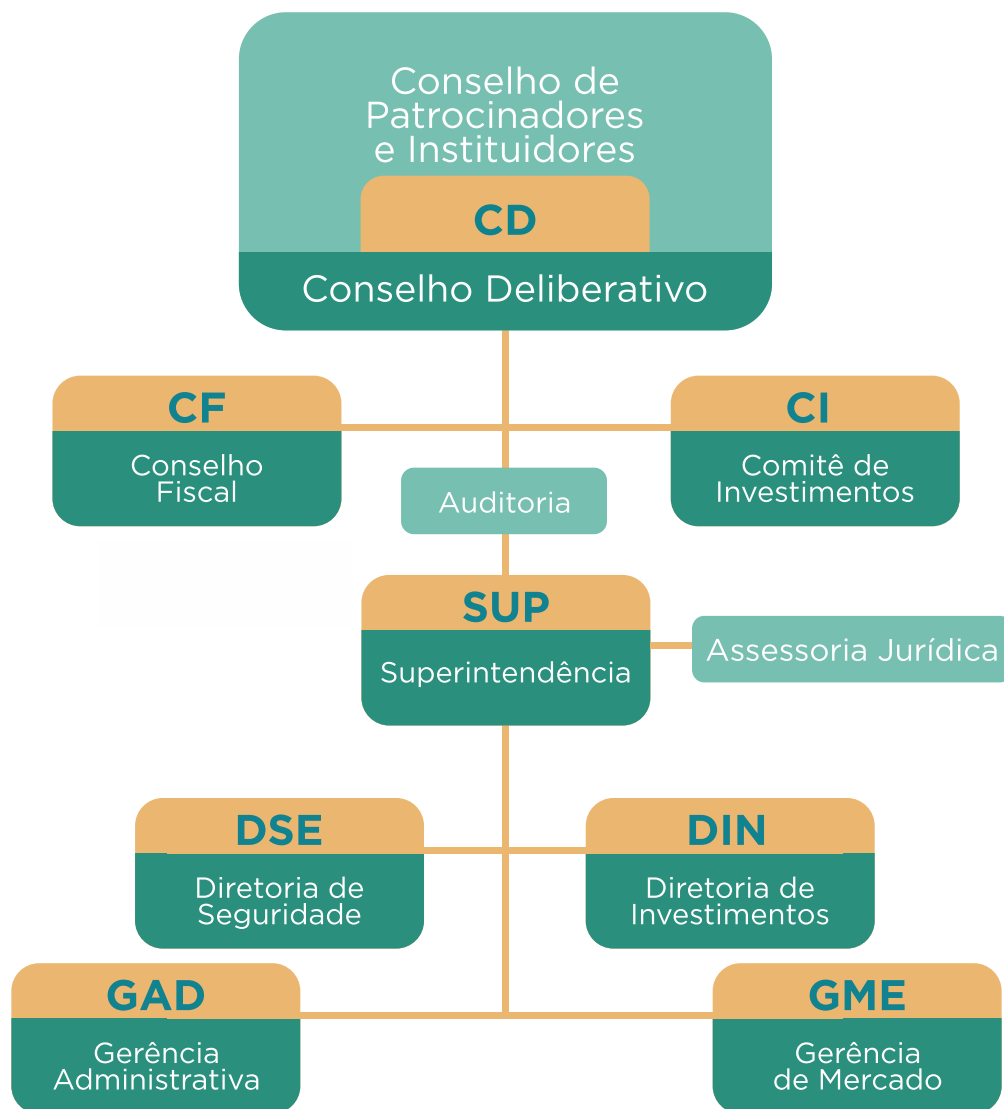 Conselho de
Patrocinadores
e Instituidores
CD
Conselho Deliberativo
CF
Conselho
Fiscal
CI
Comitê de
Investimentos
Auditoria
SUP
Superintendência
Assessoria Jurídica
DSE
Diretoria de
Seguridade
DIN
Diretoria de
Investimentos
GAD
Gerência
Administrativa
GME
Gerência
de Mercado